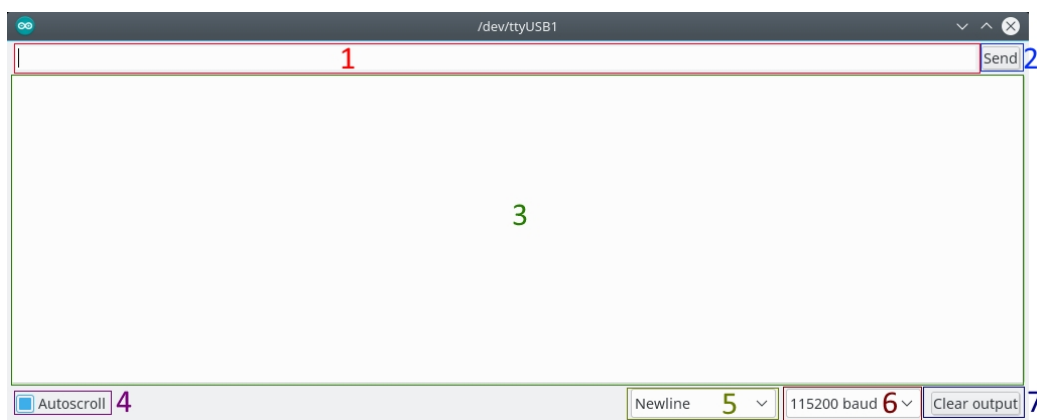 /dev/ttyUSB1
1 Send 2
3
Autoscroll 4 Newline 5 115200 baud 6 Clear output 7